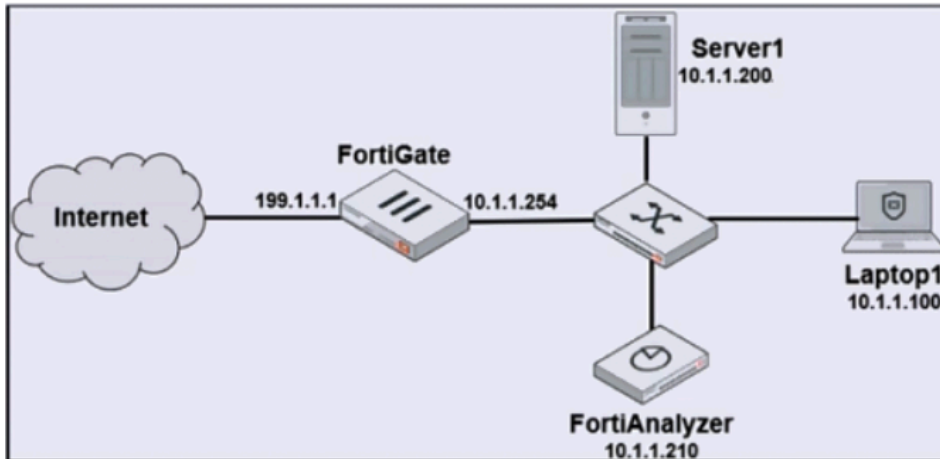 Server1
10.1.1.200
FortiGate
Internet
199.1.1.1
10.1.1.254
Laptop1
10.1.1.100
FortiAnalyzer
10.1.1.210